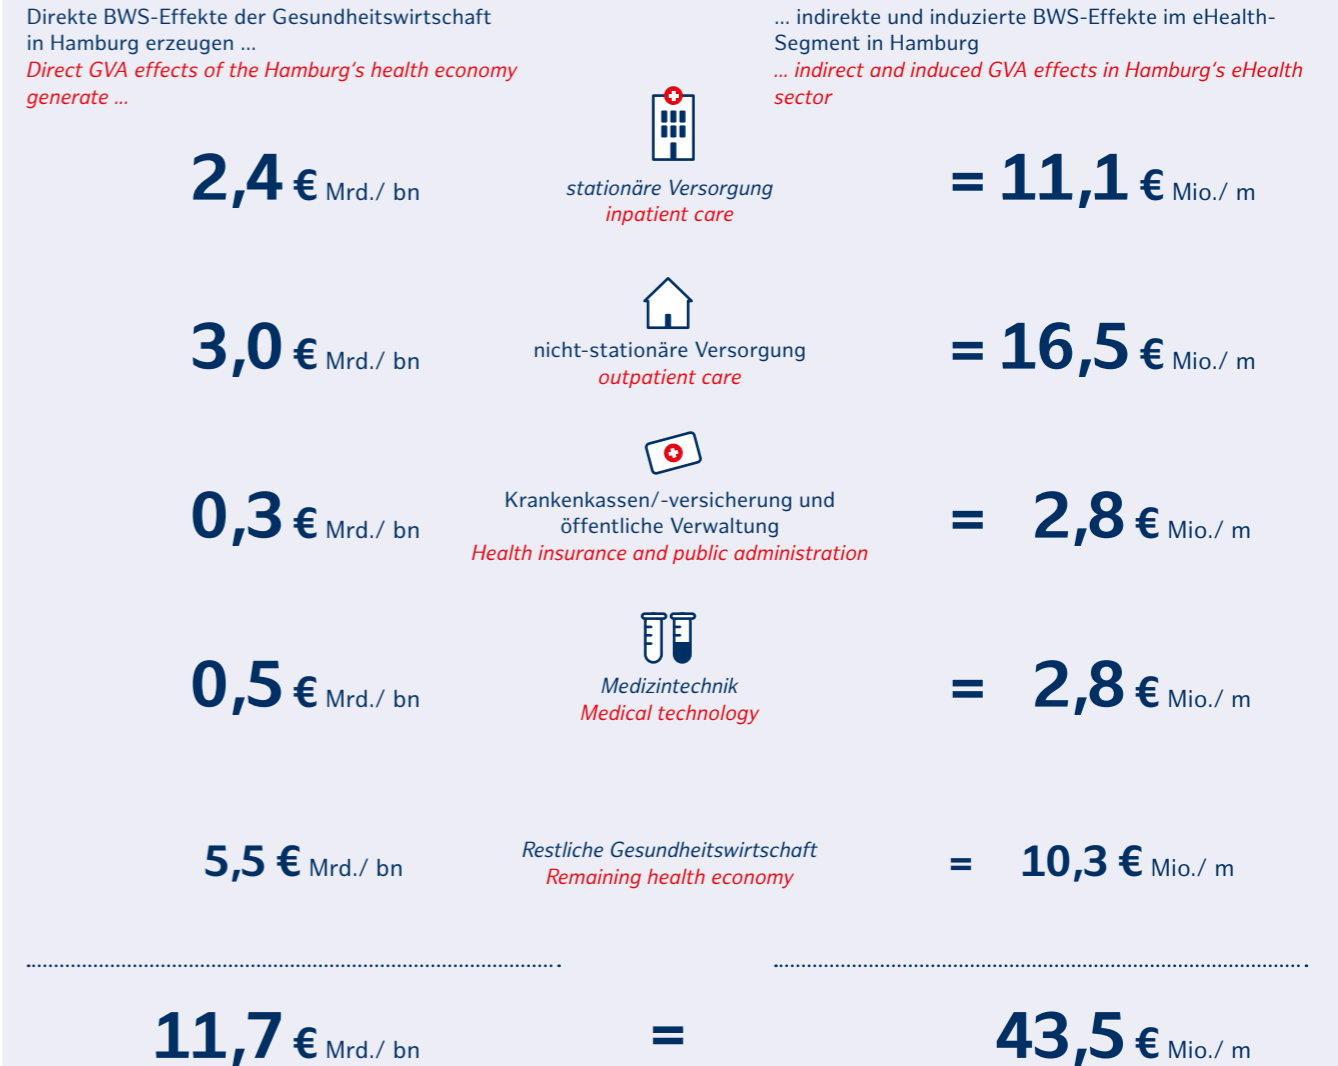 Direkte BWS-Effekte der Gesundheitswirtschaft
in Hamburg erzeugen ...
Direct GVA effects of the Hamburg‘s health economy
generate ...
... indirekte und induzierte BWS-Effekte im eHealth-
Segment in Hamburg
... indirect and induced GVA effects in Hamburg‘s eHealth
sector
2,4 € Mrd./ bn
stationäre Versorgung
inpatient care
= 11,1 € Mio./ m
3,0 € Mrd./ bn
nicht-stationäre Versorgung
outpatient care
= 16,5 € Mio./ m
0,3 € Mrd./ bn
Krankenkassen/-versicherung und
öffentliche Verwaltung
Health insurance and public administration
= 2,8 € Mio./ m
0,5 € Mrd./ bn
Medizintechnik
Medical technology
= 2,8 € Mio./ m
5,5 € Mrd./ bn
Restliche Gesundheitswirtschaft
Remaining health economy
= 10,3 € Mio./ m
11,7 € Mrd./ bn
=
43,5 € Mio./ m